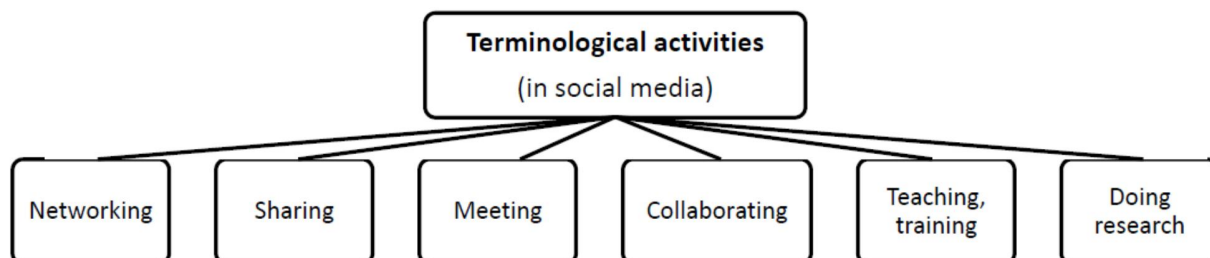 Terminological activities
(in social media)
Networking
Sharing
Meeting
Collaborating
Teaching,
training
Doing
research